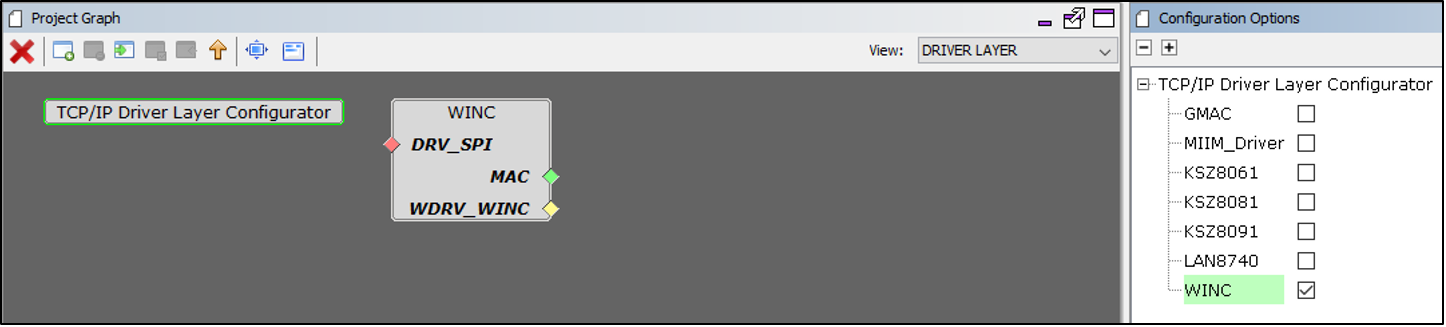 Project Graph
View: DRIVER LAYER
TCP/IP Driver Layer Configurator
WINC
DRV_SPI
MAC
WDRV_WINC
Configuration Options
TCP/IP Driver Layer Configurator
GMAC
MIIM_Driver
KSZ8061
KSZ8081
KSZ8091
LAN8740
WINC